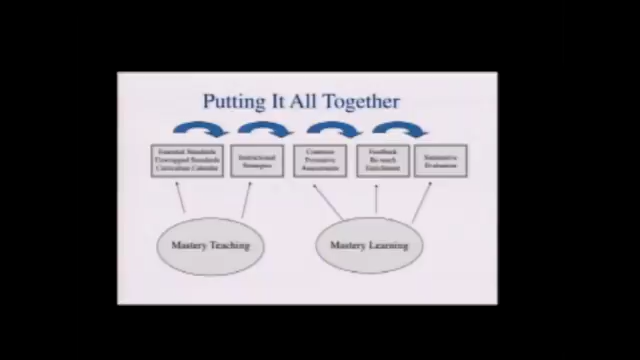 Putting It All Together
Essential Standards
Unwrapped Standards
Curriculum Calendar
Instructional
Strategies
Common
Formative
Assessments
Feedback
Re-teach
Enrichment
Summative
Evaluation
Mastery Teaching
Mastery Learning